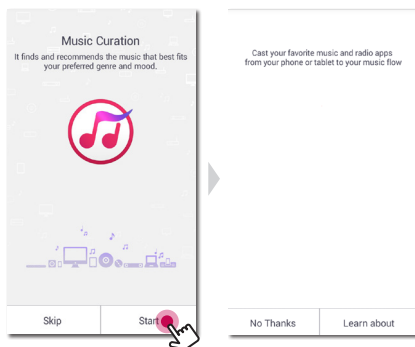 Music Curation
It finds and recommends the music that best fits
your preferred genre and mood.
Skip
Start
Cast your favorite music and radio apps
from your phone or tablet to your music flow
No Thanks
Learn about